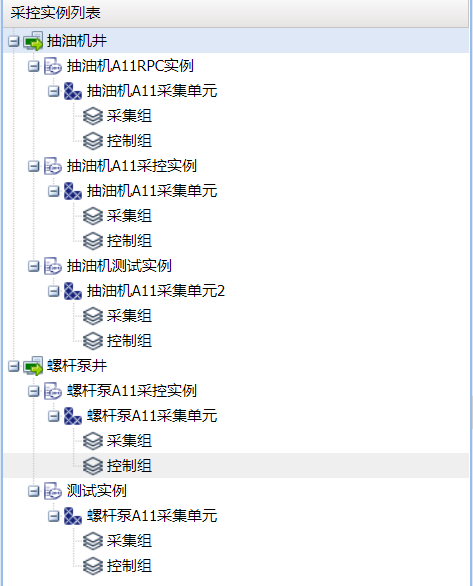 采控实例列表
抽油机井
抽油机A11RPC实例
抽油机A11采集单元
采集组
控制组
抽油机A11采控实例
抽油机A11采集单元
采集组
控制组
抽油机测试实例
抽油机A11采集单元2
采集组
控制组
螺杆泵井
螺杆泵A11采控实例
螺杆泵A11采集单元
采集组
控制组
测试实例
螺杆泵A11采集单元
采集组
控制组